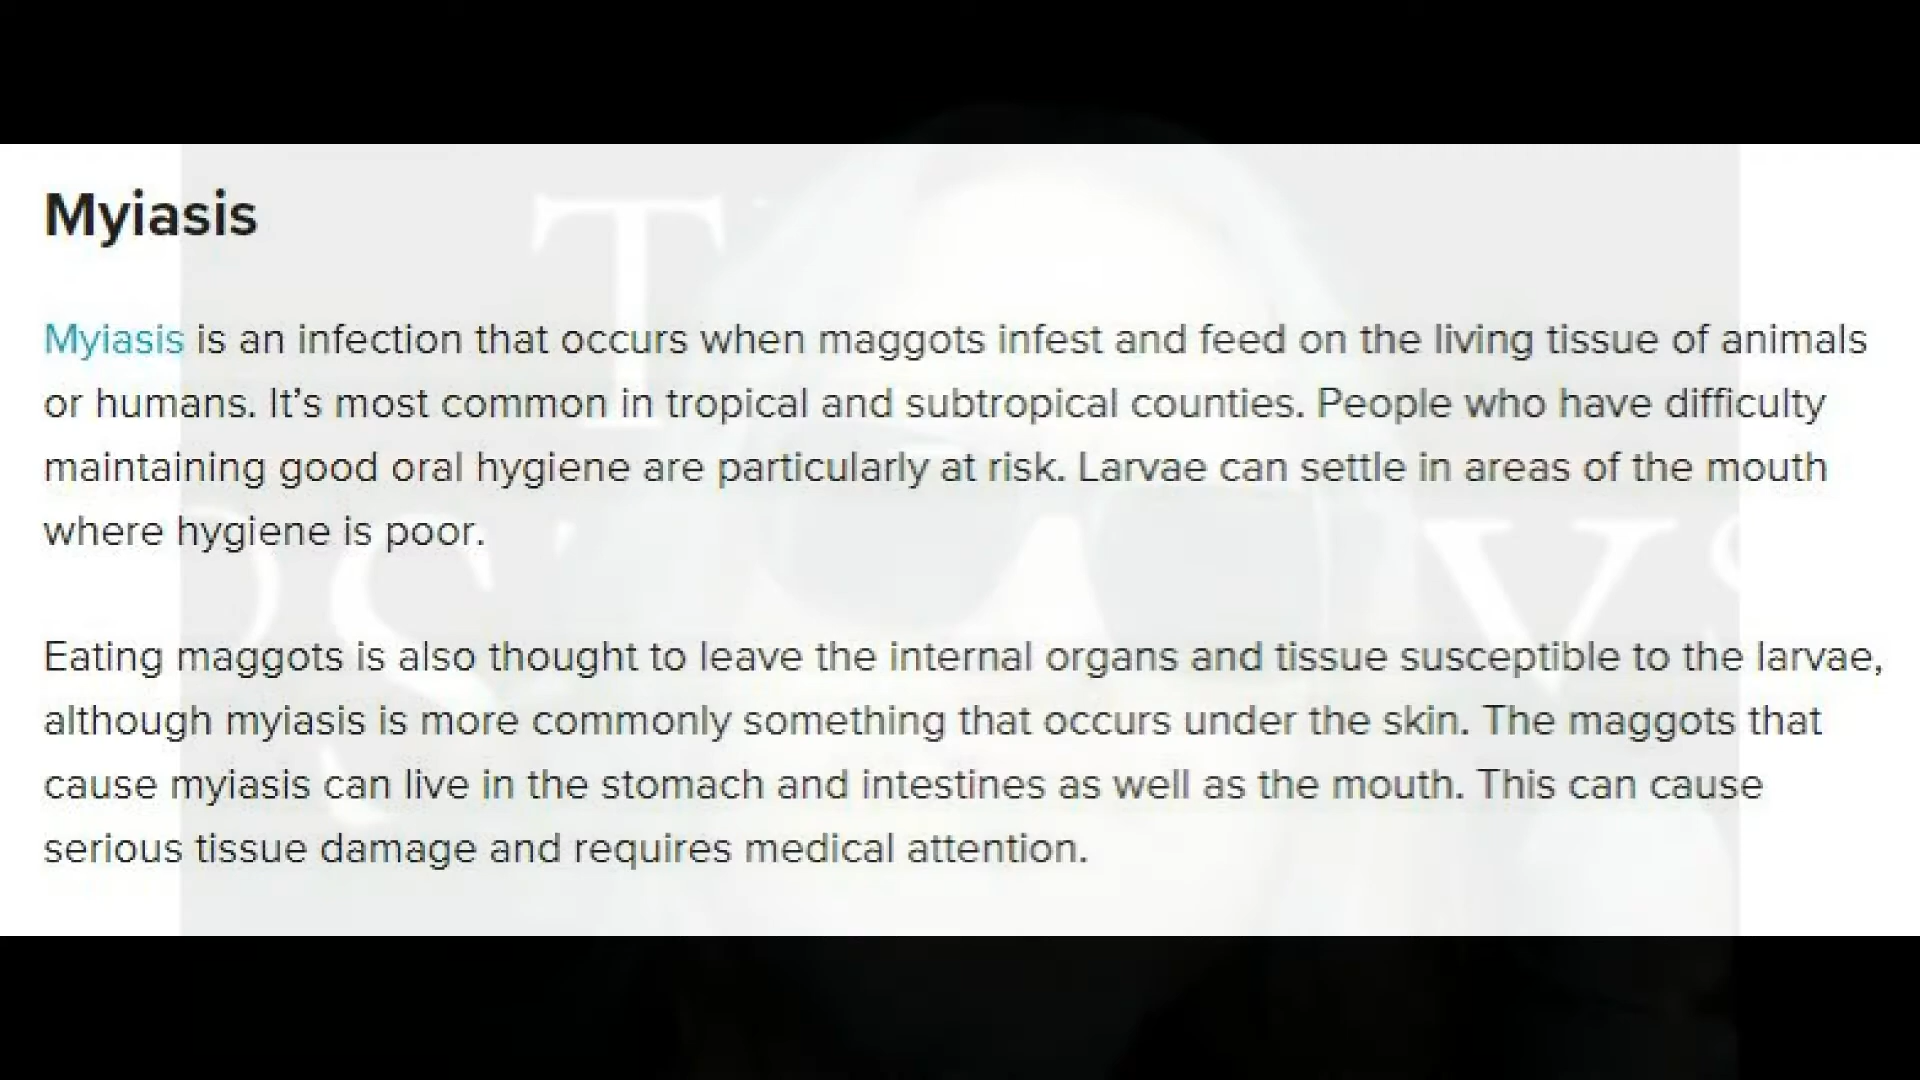 Myiasis
Myiasis is an infection that occurs when maggots infest and feed on the living tissue of animals
or humans. It's most common in tropical and subtropical counties. People who have difficulty
maintaining good oral hygiene are particularly at risk. Larvae can settle in areas of the mouth
where hygiene is poor.
Eating maggots is also thought to leave the internal organs and tissue susceptible to the larvae,
although myiasis is more commonly something that occurs under the skin. The maggots that
cause myiasis can live in the stomach and intestines as well as the mouth. This can cause
serious tissue damage and requires medical attention.